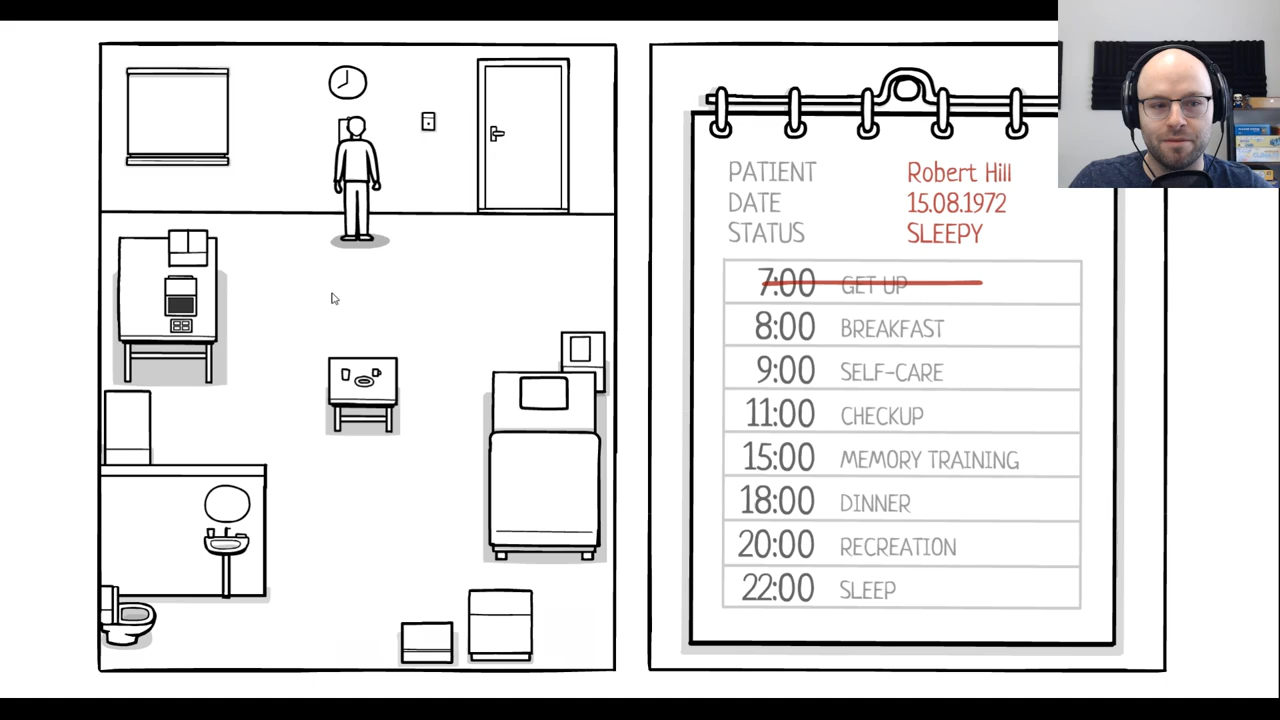 PATIENT Robert Hill
DATE 15.08.1972
STATUS SLEEPY
7:00 GET UP
8:00 BREAKFAST
9:00 SELF-CARE
11:00 CHECKUP
15:00 MEMORY TRAINING
18:00 DINNER
20:00 RECREATION
22:00 SLEEP